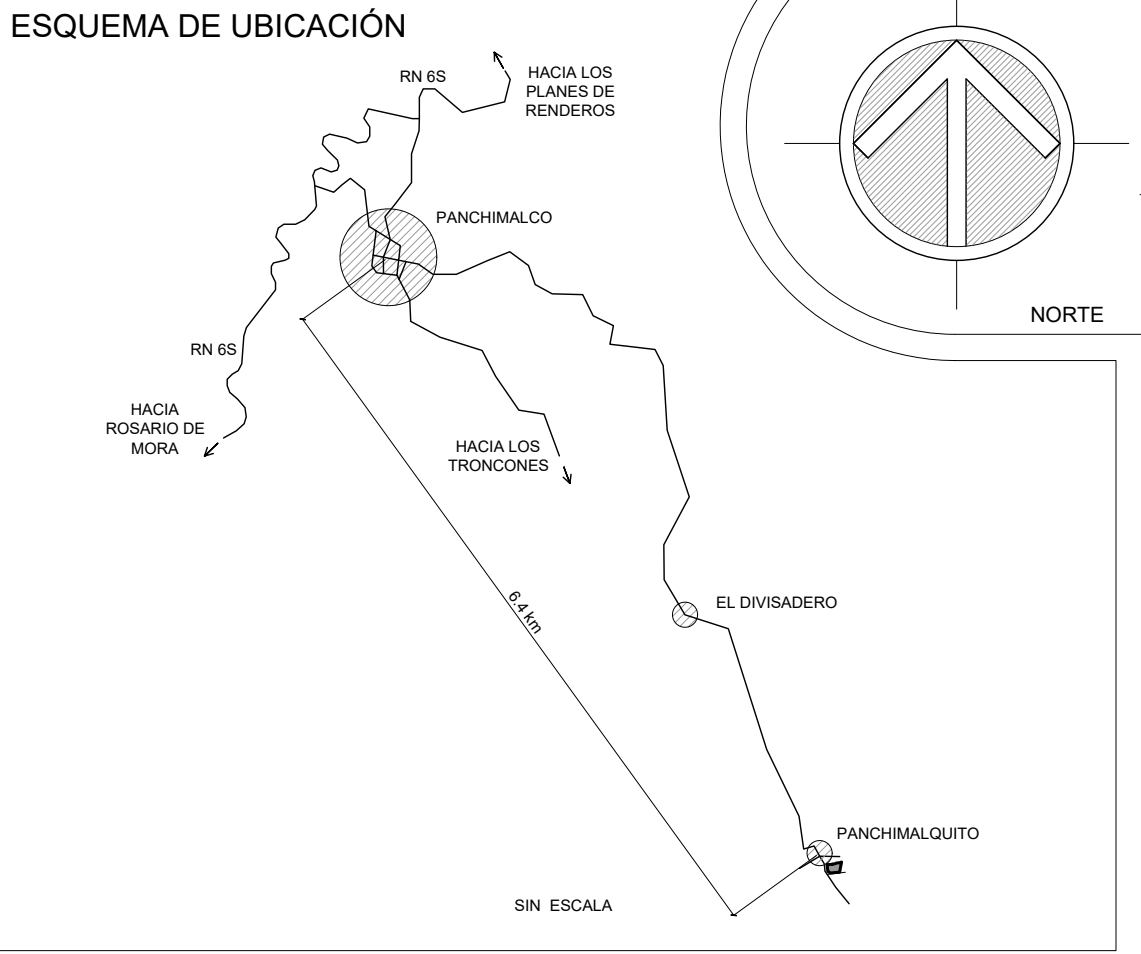 ESQUEMA DE UBICACIÓN
RN 6S
HACIA LOS
PLANES DE
RENDEROS
PANCHIMALCO
NORTE
RN 6S
HACIA
ROSARIO DE
MORA
HACIA LOS
TRONCONES
6.4 km
EL DIVISADERO
PANCHIMALQUITO
SIN ESCALA